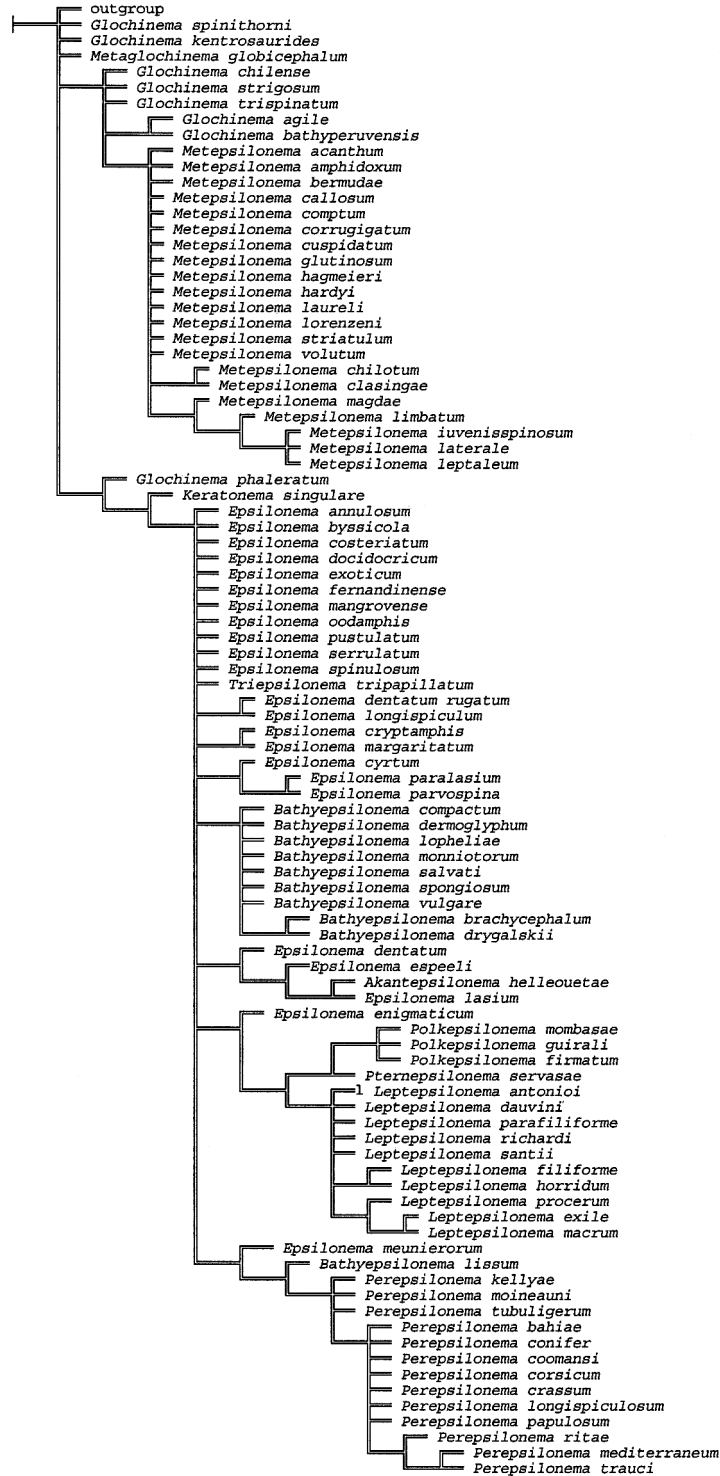 outgroup
Glochinema spinithorni
Glochinema kentrosaurides
Metaglochinema globicephalum
Glochinema chilense
Glochinema strigosum
Glochinema trispinatum
Glochinema agile
Glochinema bathyperuvensis
Metepsilonema acanthum
Metepsilonema amphidoxum
Metepsilonema bermudae
Metepsilonema callosum
Metepsilonema comptum
Metepsilonema corrugigatum
Metepsilonema cuspidatum
Metepsilonema glutinosum
Metepsilonema hagmeieri
Metepsilonema hardyi
Metepsilonema laureli
Metepsilonema lorenzeni
Metepsilonema striatulum
Metepsilonema volutum
Metepsilonema chilotum
Metepsilonema clasingae
Metepsilonema magdae
Metepsilonema limbatum
Metepsilonema iuvenisspinosum
Metepsilonema laterale
Metepsilonema leptaleum
Glochinema phaleratum
Keratonema singulare
Epsilonema annulosum
Epsilonema byssicola
Epsilonema costeriatum
Epsilonema docidocricum
Epsilonema exoticum
Epsilonema fernandinense
Epsilonema mangrovense
Epsilonema oodamphis
Epsilonema pustulatum
Epsilonema serrulatum
Epsilonema spinulosum
Triepsilonema tripapillatum
Epsilonema dentatum rugatum
Epsilonema longispiculum
Epsilonema cryptamphis
Epsilonema margaritatum
Epsilonema cyrtum
Epsilonema paralasium
Epsilonema parvospina
Bathyepsilonema compactum
Bathyepsilonema dermoglyphum
Bathyepsilonema lopheliae
Bathyepsilonema monniotorum
Bathyepsilonema salvati
Bathyepsilonema spongiosum
Bathyepsilonema vulgare
Bathyepsilonema brachycephalum
Bathyepsilonema drygalskii
Epsilonema dentatum
Epsilonema espeeli
Akantepsilonema helleouetae
Epsilonema lasium
Epsilonema enigmaticum
Polkepsilonema mombasae
Polkepsilonema guirali
Polkepsilonema firmatum
Pternepsilonema servasae
l Leptepsilonema antonioi
Leptepsilonema dauvini
Leptepsilonema parafiliforme
Leptepsilonema richardi
Leptepsilonema santii
Leptepsilonema filiforme
Leptepsilonema horridum
Leptepsilonema procerum
Leptepsilonema exile
Leptepsilonema macrum
Epsilonema meunierorum
Bathyepsilonema lissum
Perepsilonema kellyae
Perepsilonema moineauni
Perepsilonema tubuligerum
Perepsilonema bahiae
Perepsilonema conifer
Perepsilonema coomansi
Perepsilonema corsicum
Perepsilonema crassum
Perepsilonema longispiculosum
Perepsilonema papulosum
Perepsilonema ritae
Perepsilonema mediterraneum
Perepsilonema trauci